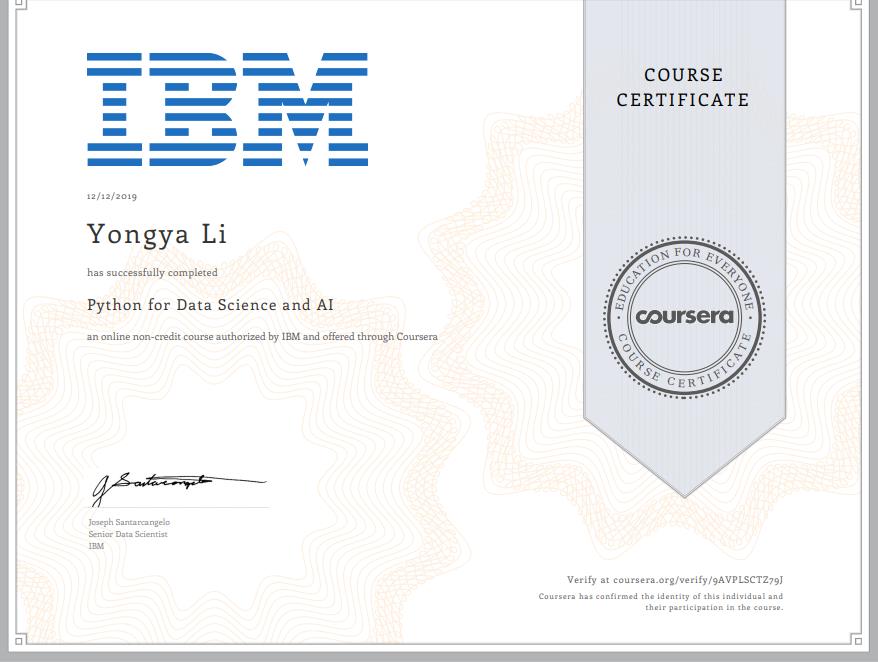 IBM
12/12/2019
Yongya Li
has successfully completed
Python for Data Science and AI
an online non-credit course authorized by IBM and offered through Coursera
J Santarcangelo
Joseph Santarcangelo
Senior Data Scientist
IBM
COURSE
CERTIFICATE
EDUCATION FOR EVERYONE
coursera
COURSE CERTIFICATE
Verify at coursera.org/verify/9AVPLSCTZ79J
Coursera has confirmed the identity of this individual and
their participation in the course.